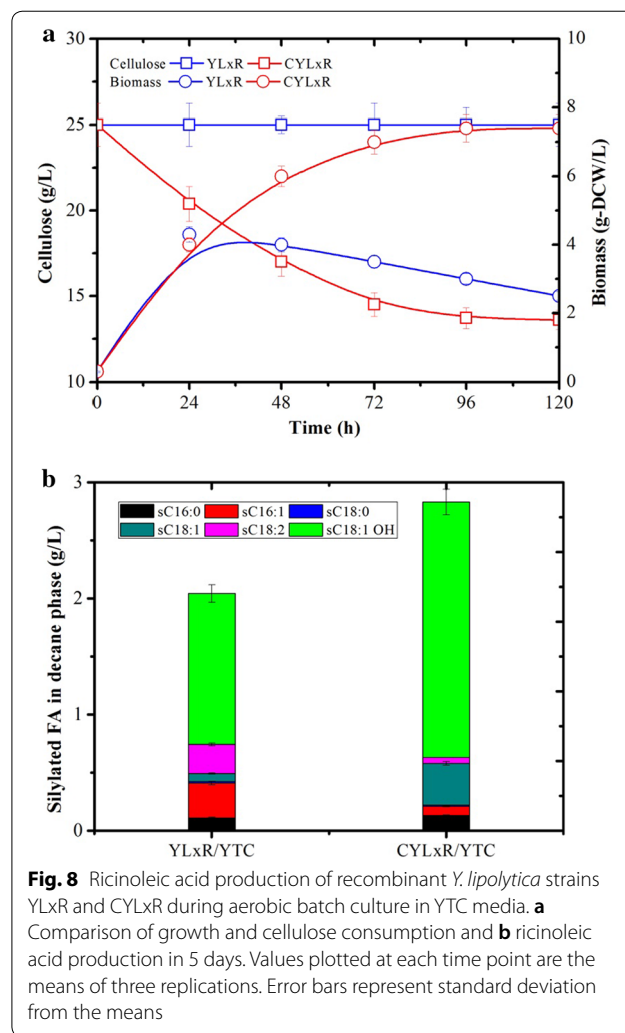 a
30
25
20
15
10
Cellulose (g/L)
Cellulose YLxR CYLxR
Biomass YLxR CYLxR
10
8
6
4
2
0
Biomass (g-DCW/L)
0 24 48 72 96 120
Time (h)
b
3
2
1
0
Silylated FA in decane phase (g/L)
sC16:0 sC16:1 sC18:0
sC18:1 sC18:2 sC18:1 OH
YLxR/YTC CYLxR/YTC
Fig. 8 Ricinoleic acid production of recombinant Y. lipolytica strains
YLxR and CYLxR during aerobic batch culture in YTC media. a
Comparison of growth and cellulose consumption and b ricinoleic
acid production in 5 days. Values plotted at each time point are the
means of three replications. Error bars represent standard deviation
from the means